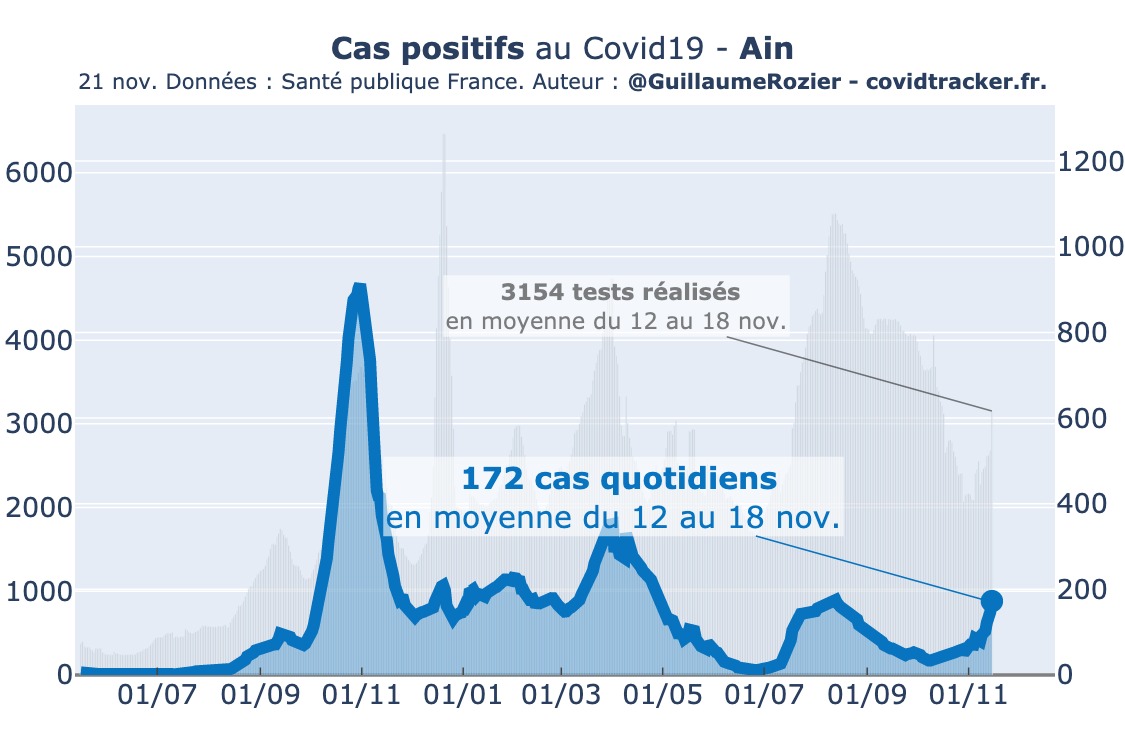 Cas positifs au Covid19 - Ain
21 nov. Données : Santé publique France. Auteur : @GuillaumeRozier - covidtracker.fr.
6000
5000
4000
3000
2000
1000
0
1200
1000
800
600
400
200
0
3154 tests réalisés
en moyenne du 12 au 18 nov.
172 cas quotidiens
en moyenne du 12 au 18 nov.
01/07 01/09 01/11 01/01 01/03 01/05 01/07 01/09 01/11